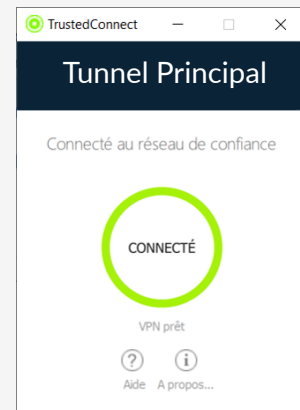 TrustedConnect
Tunnel Principal
Connecté au réseau de confiance
CONNECTÉ
VPN prêt
Aide A propos...